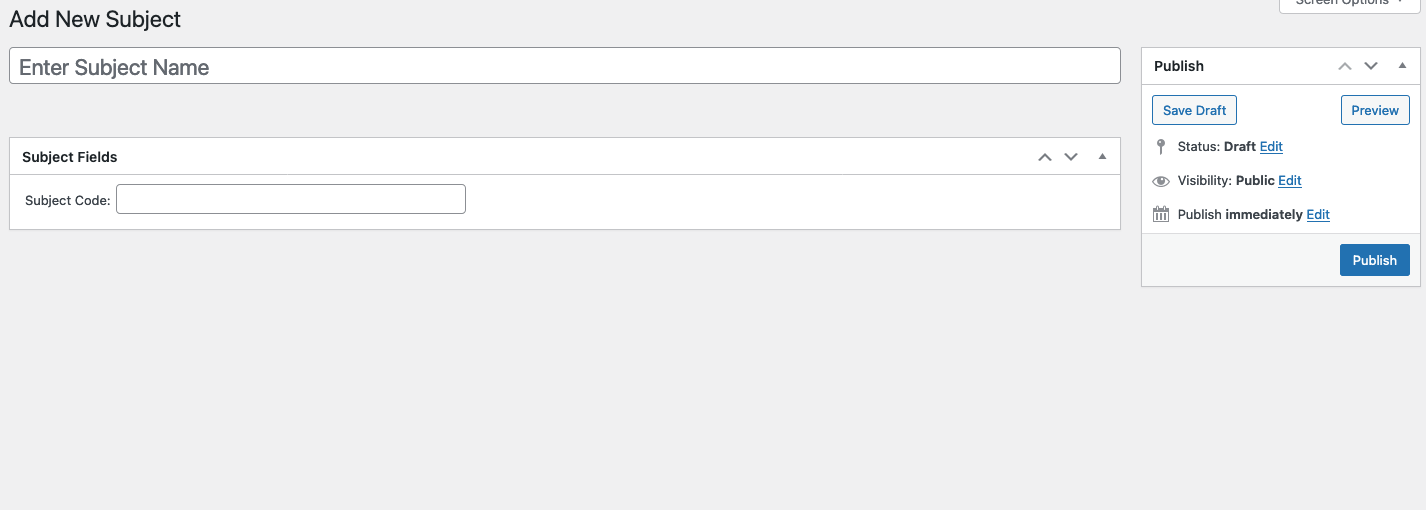 Screen Options
Add New Subject
Enter Subject Name
Publish
Save Draft
Preview
Status: Draft Edit
Visibility: Public Edit
Publish immediately Edit
Publish
Subject Fields
Subject Code: